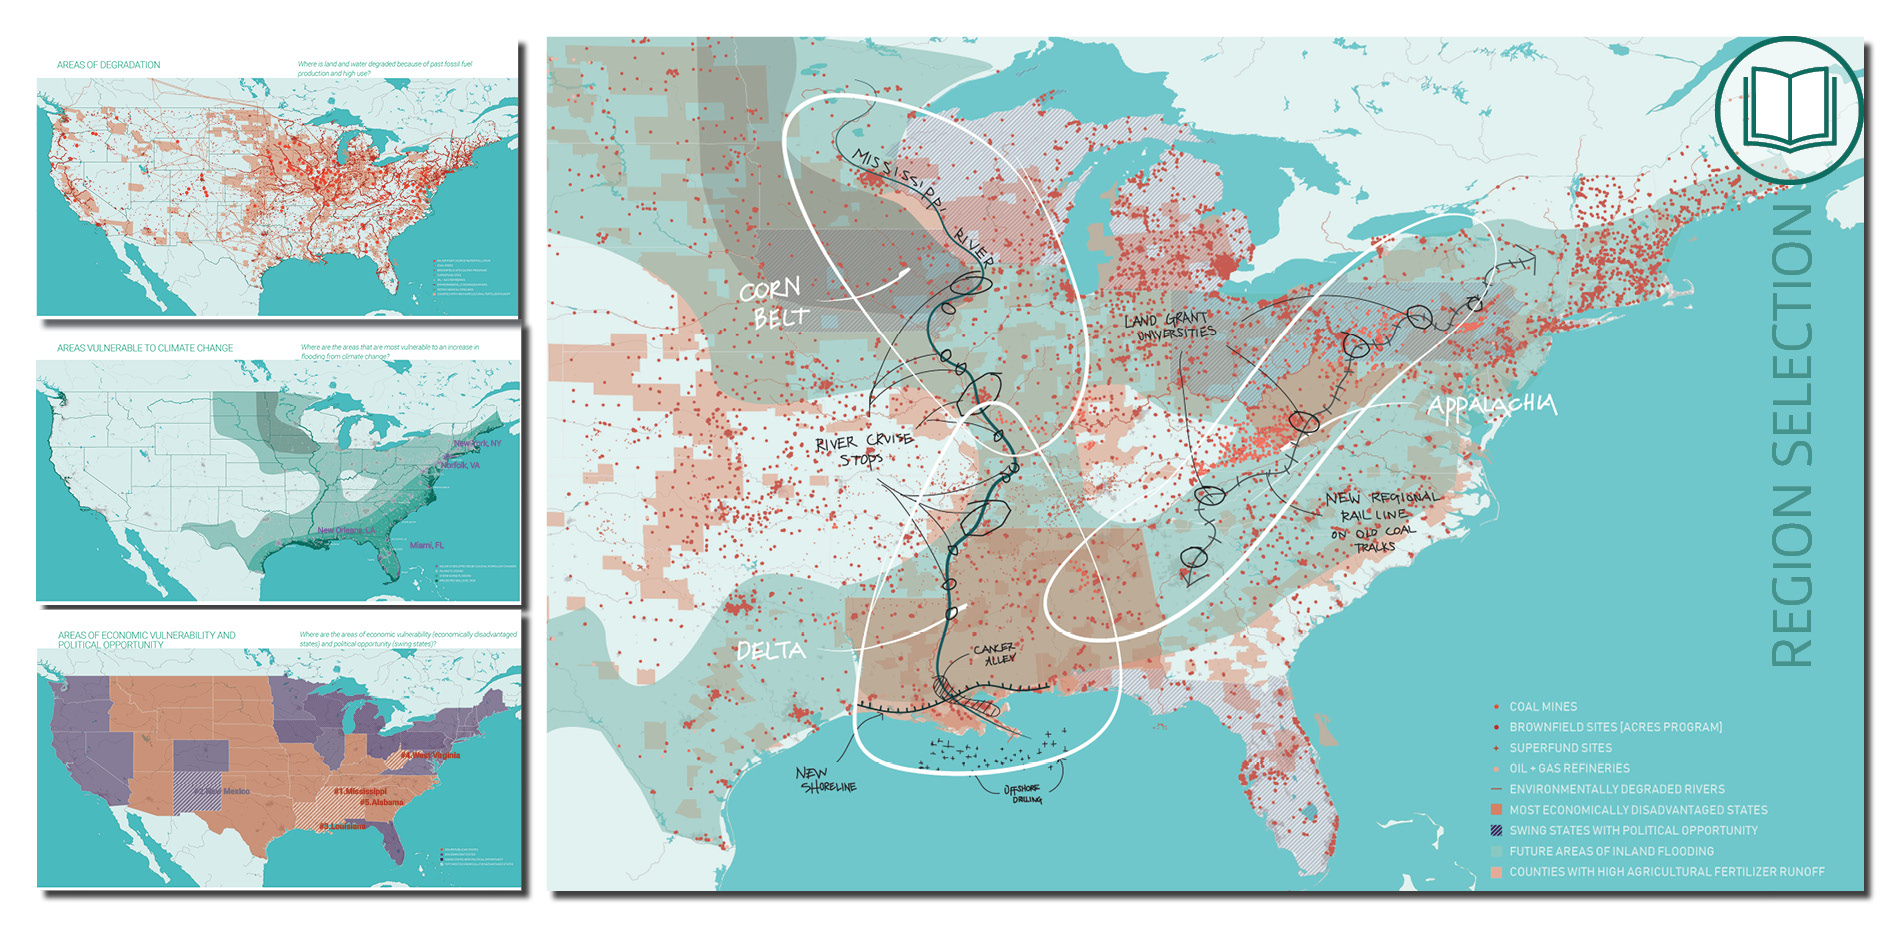 AREAS OF DEGRADATION
Where is land and water degraded because of past fossil fuel
production and high use?
AREAS VULNERABLE TO CLIMATE CHANGE
Where are the areas that are most vulnerable to an increase in
flooding from climate change?
New York, NY
Norfolk, VA
New Orleans, LA
Miami, FL
AREAS OF ECONOMIC VULNERABILITY AND
POLITICAL OPPORTUNITY
Where are the areas of economic vulnerability (economically disadvantaged
states) and political opportunity (swing states)?
#4.West Virginia
#2.New Mexico
#1.Mississippi
#5.Alabama
#3.Louisiana
MISSISSIPPI
RIVER
CORN
BELT
LAND GRANT
UNIVERSITIES
APPALACHIA
RIVER CRUISE
STOPS
NEW REGIONAL
RAIL LINE
ON OLD COAL
TRACKS
DELTA
CANCER
ALLEY
NEW
SHORELINE
OFFSHORE
DRILLING
REGION SELECTION
COAL MINES
BROWNFIELD SITES [ACRES PROGRAM]
SUPERFUND SITES
OIL + GAS REFINERIES
ENVIRONMENTALLY DEGRADED RIVERS
MOST ECONOMICALLY DISADVANTAGED STATES
SWING STATES WITH POLITICAL OPPORTUNITY
FUTURE AREAS OF INLAND FLOODING
COUNTIES WITH HIGH AGRICULTURAL FERTILIZER RUNOFF